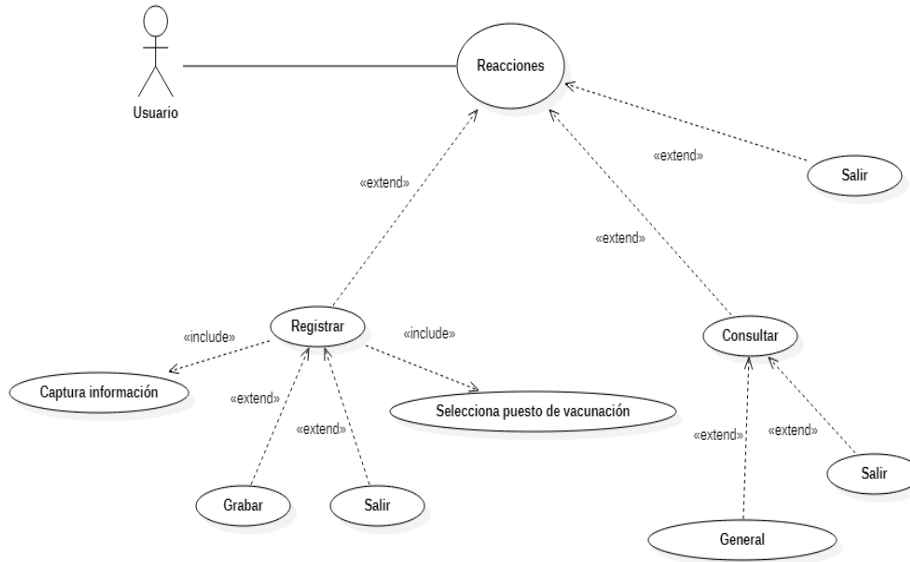 Reacciones
Usuario
«extend»
Salir
«extend»
«extend»
Registrar
«include»
«include»
Consultar
Captura información
«extend»
Selecciona puesto de vacunación
«extend»
«extend»
«extend»
Salir
Grabar
Salir
General